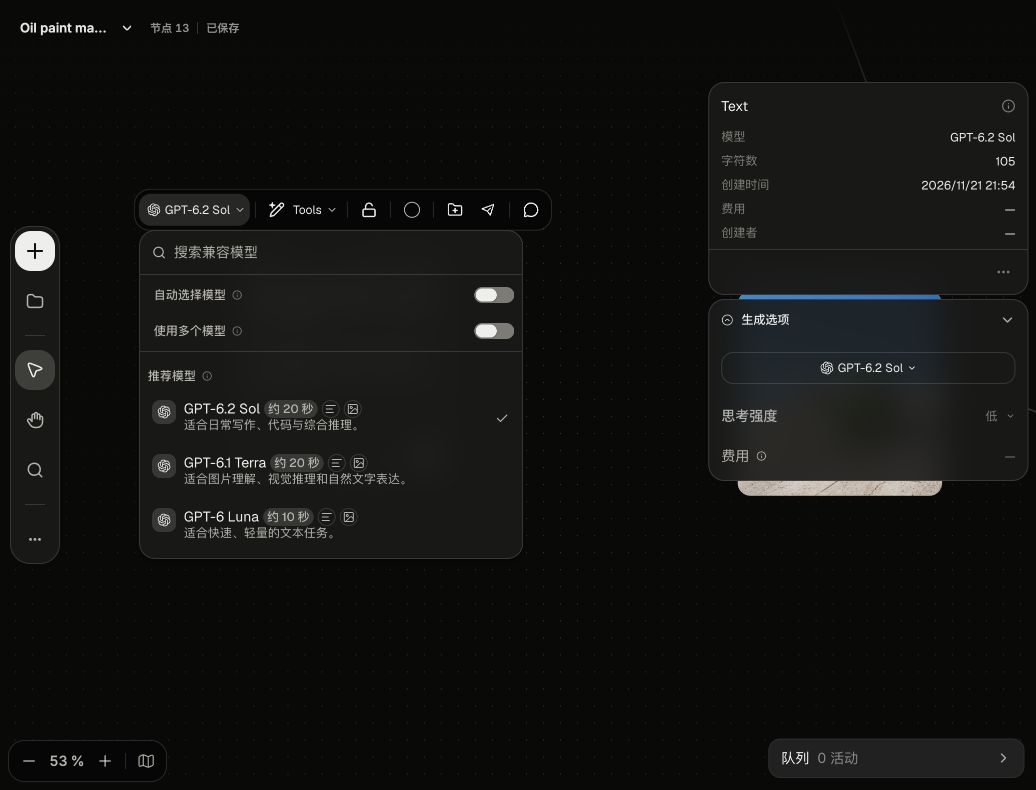 Oil paint ma...
节点 13
已保存
Text
模型
GPT-6.2 Sol
字符数
105
创建时间
2026/11/21 21:54
费用
—
创建者
—
GPT-6.2 Sol
Tools
搜索兼容模型
自动选择模型
使用多个模型
推荐模型
GPT-6.2 Sol 约 20 秒
适合日常写作、代码与综合推理。
GPT-6.1 Terra 约 20 秒
适合图片理解、视觉推理和自然文字表达。
GPT-6 Luna 约 10 秒
适合快速、轻量的文本任务。
生成选项
GPT-6.2 Sol
思考强度
低
费用
—
53 %
队列 0 活动